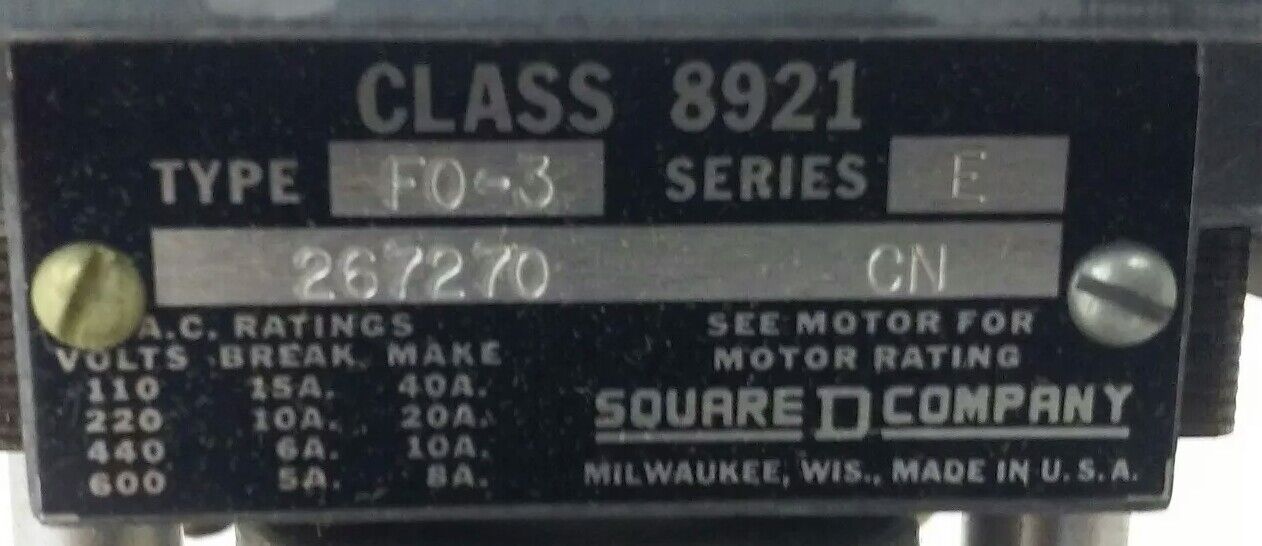 CLASS 8921
TYPE FO-3 SERIES E
267270 CN
A.C. RATINGS
VOLTS BREAK MAKE
110 15A. 40A.
220 10A. 20A.
440 6A. 10A.
600 5A. 8A.
SEE MOTOR FOR
MOTOR RATING
SQUARE D COMPANY
MILWAUKEE, WIS., MADE IN U.S.A.